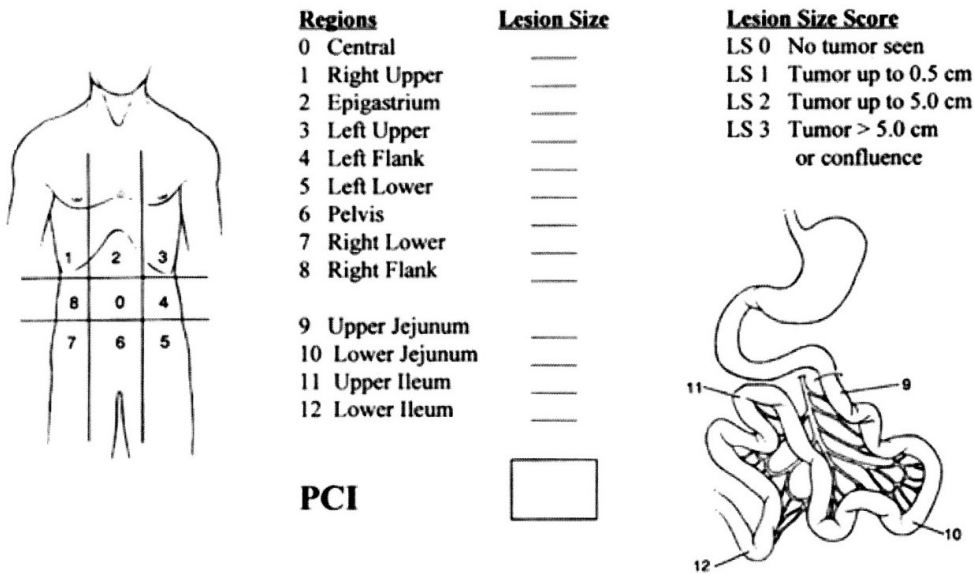 Regions
0 Central
1 Right Upper
2 Epigastrium
3 Left Upper
4 Left Flank
5 Left Lower
6 Pelvis
7 Right Lower
8 Right Flank
9 Upper Jejunum
10 Lower Jejunum
11 Upper Ileum
12 Lower Ileum
PCI
Lesion Size
Lesion Size Score
LS 0 No tumor seen
LS 1 Tumor up to 0.5 cm
LS 2 Tumor up to 5.0 cm
LS 3 Tumor > 5.0 cm
or confluence
1 2 3
8 0 4
7 6 5
11
9
10
12